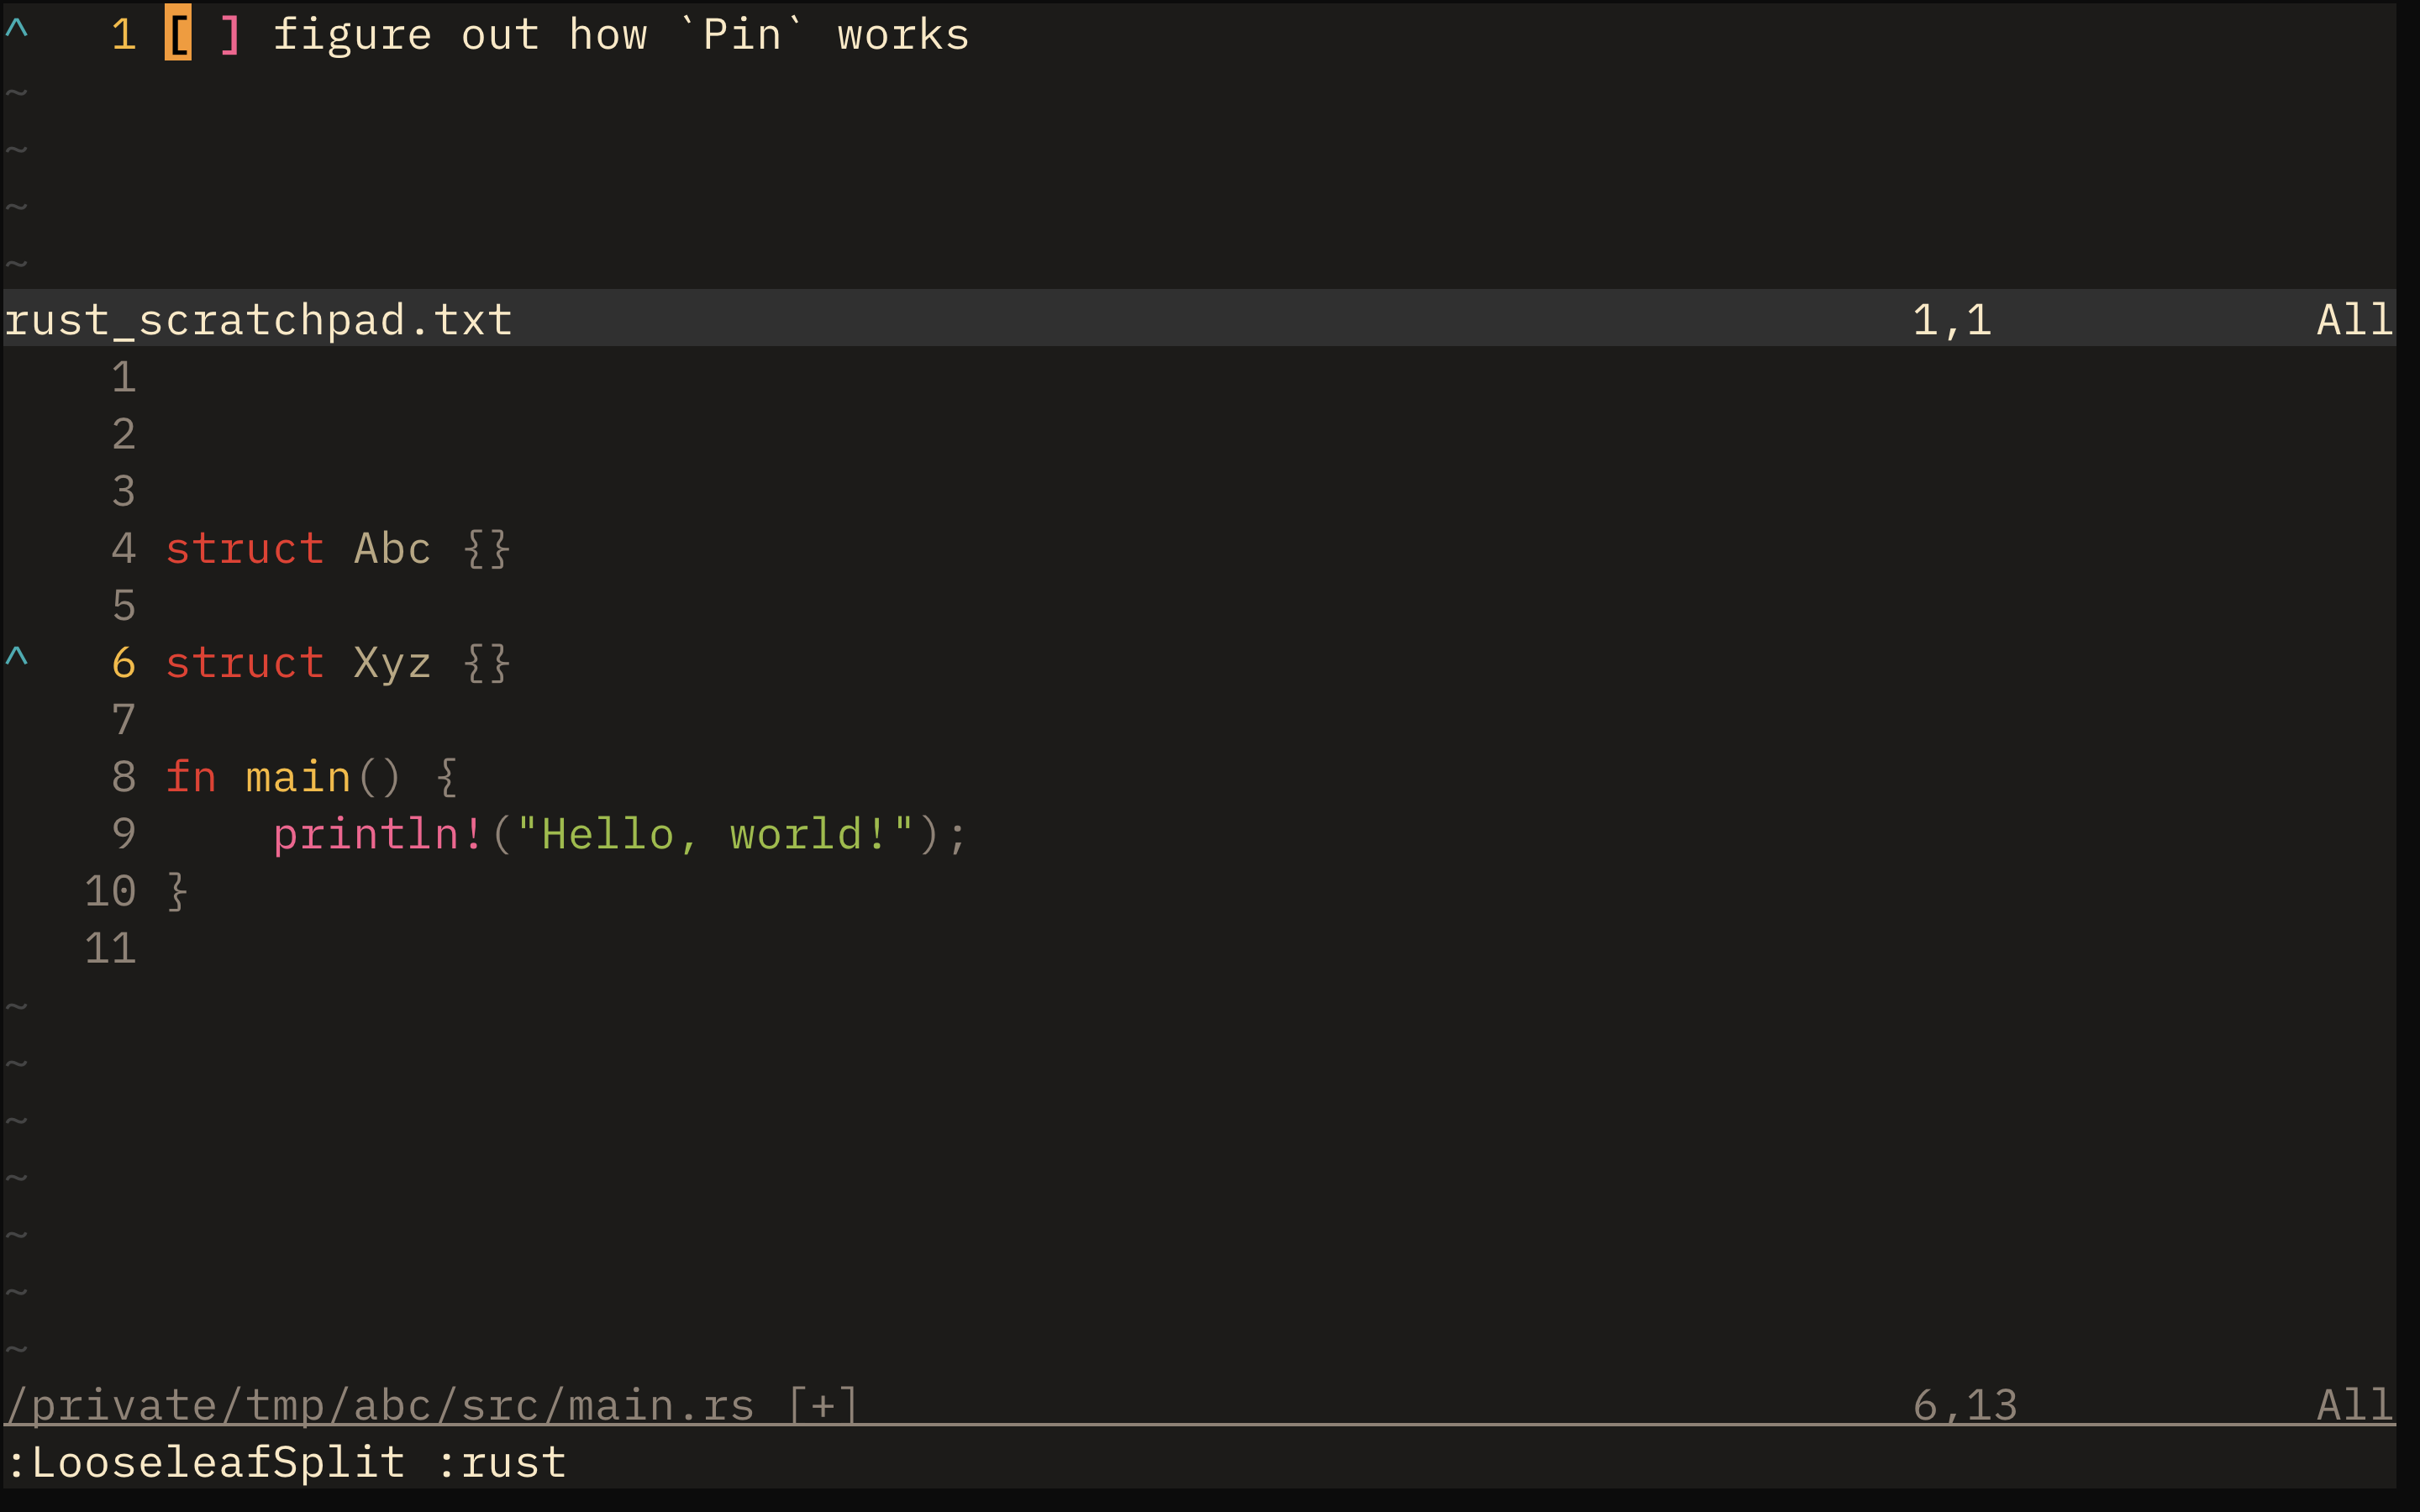 ^   1 [ ] figure out how `Pin` works
~
~
~
~
rust_scratchpad.txt 1,1 All
1
2
3
4 struct Abc {}
5
^   6 struct Xyz {}
7
8 fn main() {
9     println!("Hello, world!");
10 }
11
~
~
~
~
~
~
~
/private/tmp/abc/src/main.rs [+] 6,13 All
:LooseleafSplit :rust